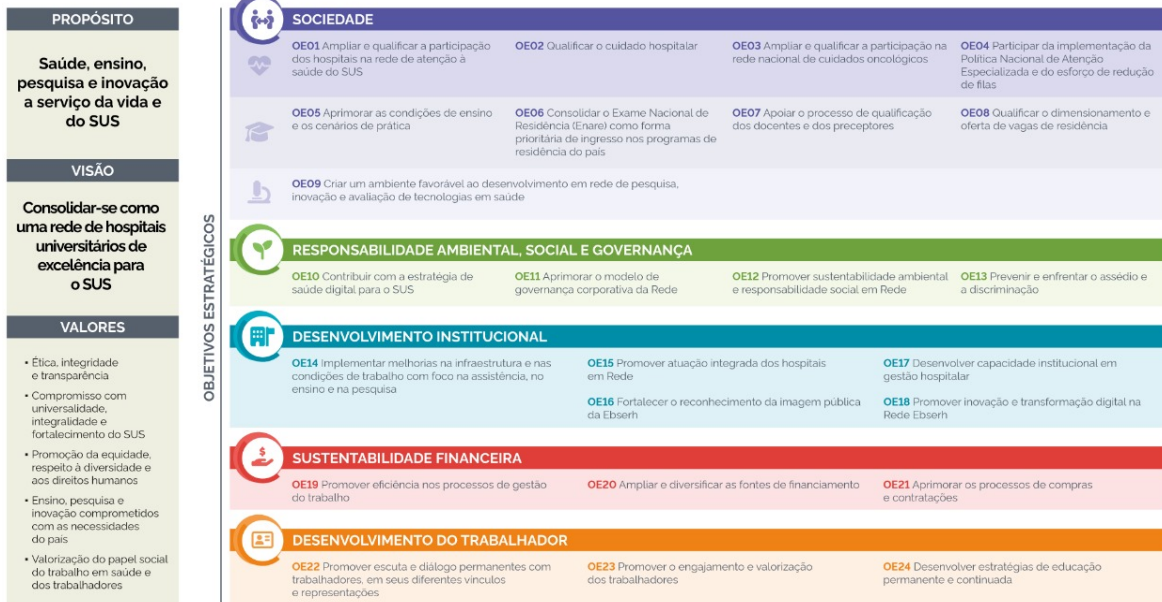 PROPÓSITO
Saúde, ensino,
pesquisa e inovação
a serviço da vida e
do SUS
VISÃO
Consolidar-se como
uma rede de hospitais
universitários de
excelência para
o SUS
VALORES
▪ Ética, integridade
e transparência
▪ Compromisso com
universalidade,
integralidade e
fortalecimento do SUS
▪ Promoção da equidade,
respeito à diversidade e
aos direitos humanos
▪ Ensino, pesquisa e
inovação comprometidos
com as necessidades
do país
▪ Valorização do papel social
do trabalho em saúde e
dos trabalhadores
OBJETIVOS ESTRATÉGICOS
SOCIEDADE
OE01 Ampliar e qualificar a participação
dos hospitais na rede de atenção à
saúde do SUS
OE02 Qualificar o cuidado hospitalar
OE03 Ampliar e qualificar a participação na
rede nacional de cuidados oncológicos
OE04 Participar da implementação da
Política Nacional de Atenção
Especializada e do esforço de redução
de filas
OE05 Aprimorar as condições de ensino
e os cenários de prática
OE06 Consolidar o Exame Nacional de
Residência (Enare) como forma
prioritária de ingresso nos programas de
residência do país
OE07 Apoiar o processo de qualificação
dos docentes e dos preceptores
OE08 Qualificar o dimensionamento e
oferta de vagas de residência
OE09 Criar um ambiente favorável ao desenvolvimento em rede de pesquisa,
inovação e avaliação de tecnologias em saúde
RESPONSABILIDADE AMBIENTAL, SOCIAL E GOVERNANÇA
OE10 Contribuir com a estratégia de
saúde digital para o SUS
OE11 Aprimorar o modelo de
governança corporativa da Rede
OE12 Promover sustentabilidade ambiental
e responsabilidade social em Rede
OE13 Prevenir e enfrentar o assédio e
a discriminação
DESENVOLVIMENTO INSTITUCIONAL
OE14 Implementar melhorias na infraestrutura e nas
condições de trabalho com foco na assistência, no
ensino e na pesquisa
OE15 Promover atuação integrada dos hospitais
em Rede
OE16 Fortalecer o reconhecimento da imagem pública
da Ebserh
OE17 Desenvolver capacidade institucional em
gestão hospitalar
OE18 Promover inovação e transformação digital na
Rede Ebserh
SUSTENTABILIDADE FINANCEIRA
OE19 Promover eficiência nos processos de gestão
do trabalho
OE20 Ampliar e diversificar as fontes de financiamento
OE21 Aprimorar os processos de compras
e contratações
DESENVOLVIMENTO DO TRABALHADOR
OE22 Promover escuta e diálogo permanentes com
trabalhadores, em seus diferentes vínculos
e representações
OE23 Promover o engajamento e valorização
dos trabalhadores
OE24 Desenvolver estratégias de educação
permanente e continuada